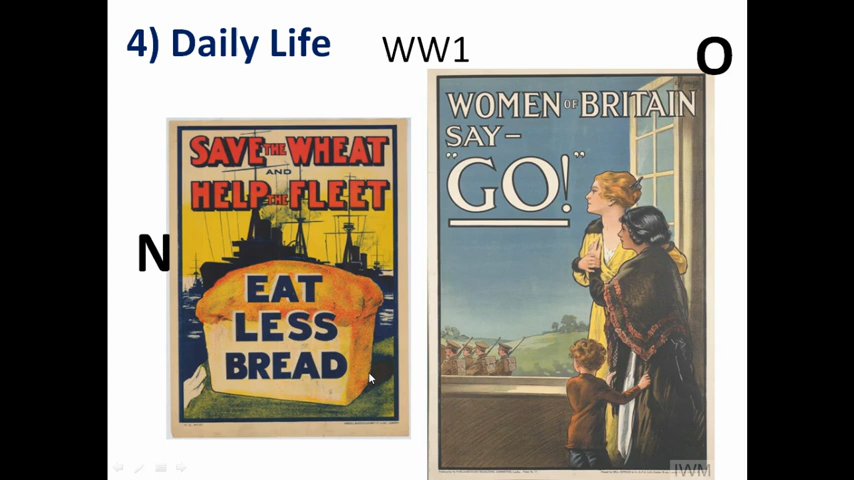 4) Daily Life
WW1
O
N
SAVE THE WHEAT
AND
HELP THE FLEET
EAT
LESS
BREAD
WOMEN OF BRITAIN
SAY–
"GO!"
IWM